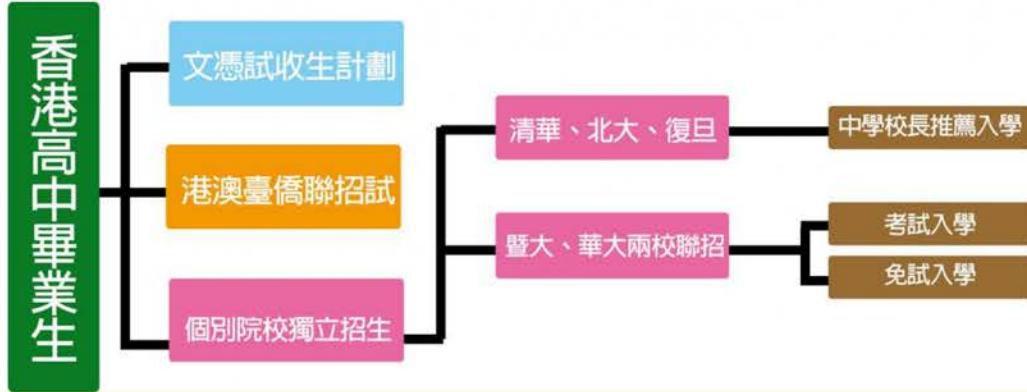 香港高中畢業生
文憑試收生計劃
港澳臺僑聯招試
個別院校獨立招生
清華、北大、復旦
中學校長推薦入學
暨大、華大兩校聯招
考試入學
免試入學